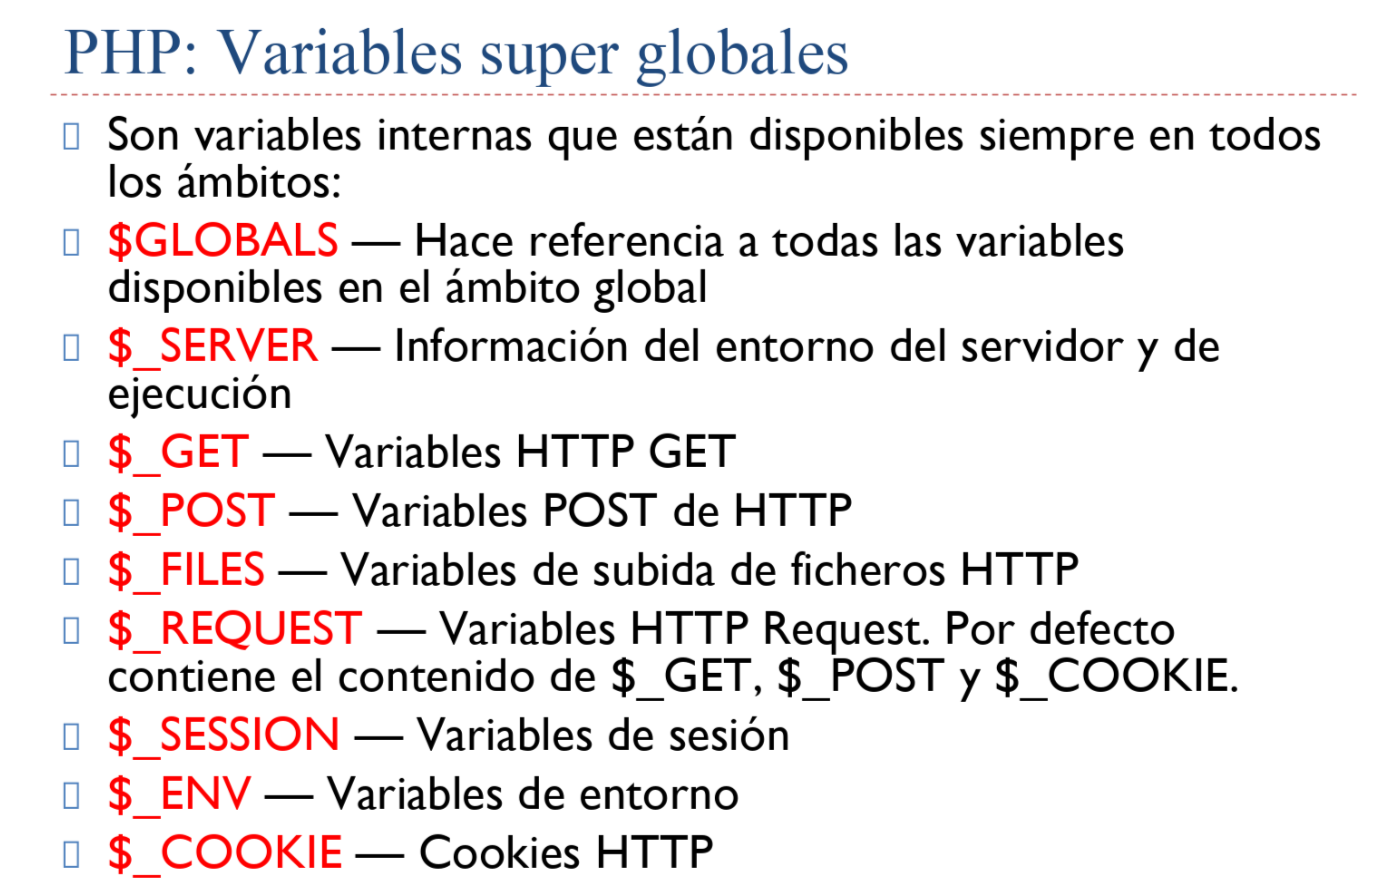 PHP: Variables super globales
Son variables internas que están disponibles siempre en todos
los ámbitos:
$GLOBALS — Hace referencia a todas las variables
disponibles en el ámbito global
$_SERVER — Información del entorno del servidor y de
ejecución
$_GET — Variables HTTP GET
$_POST — Variables POST de HTTP
$_FILES — Variables de subida de ficheros HTTP
$_REQUEST — Variables HTTP Request. Por defecto
contiene el contenido de $_GET, $_POST y $_COOKIE.
$_SESSION — Variables de sesión
$_ENV — Variables de entorno
$_COOKIE — Cookies HTTP